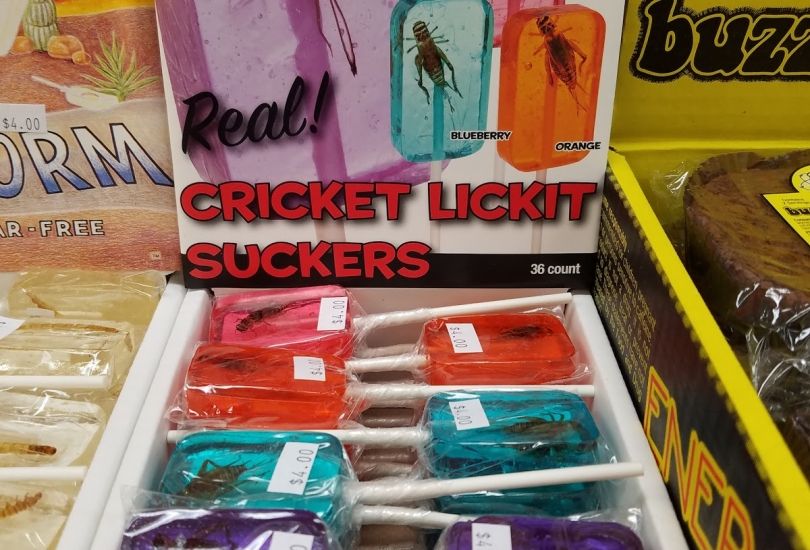 $4.00
ORM
AR-FREE
TM
Real!
BLUEBERRY
ORANGE
CRICKET LICKIT
SUCKERS
36 count
buzz
$4.00
$4.00
$4.00
$4.00
$4.00
ENER